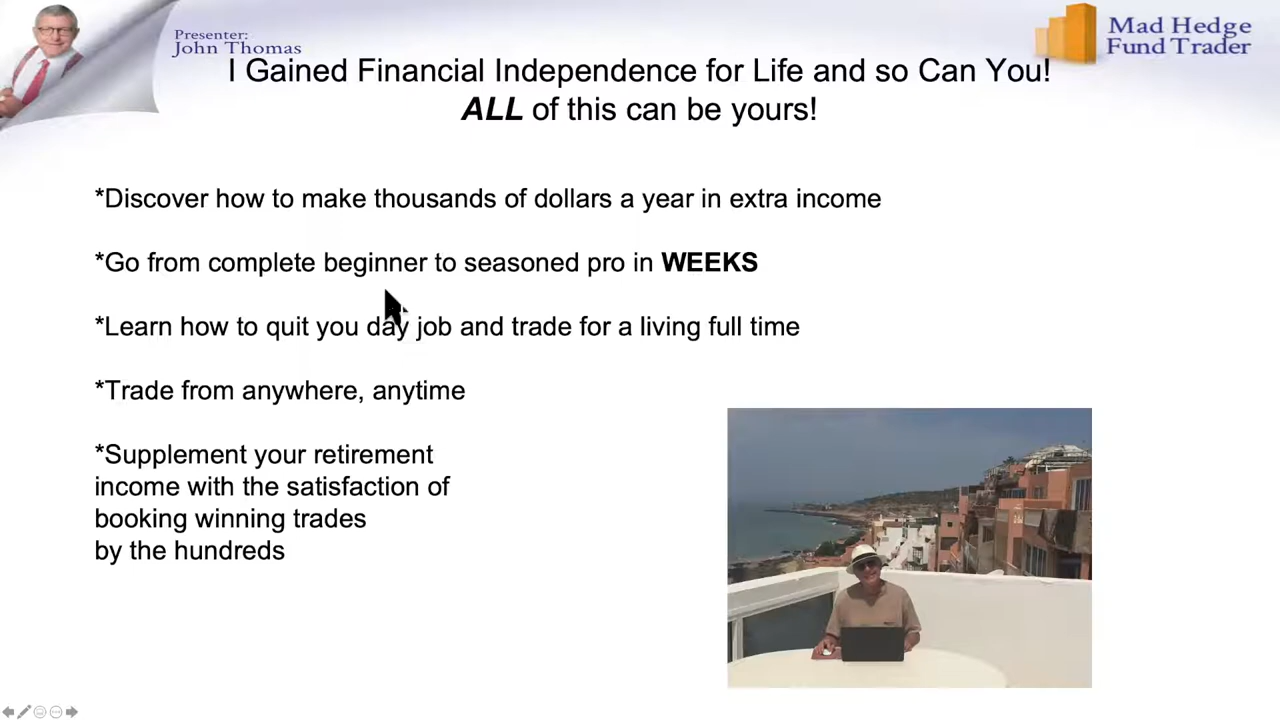 Presenter:
John Thomas
Mad Hedge
Fund Trader
I Gained Financial Independence for Life and so Can You!
ALL of this can be yours!
*Discover how to make thousands of dollars a year in extra income
*Go from complete beginner to seasoned pro in WEEKS
*Learn how to quit you day job and trade for a living full time
*Trade from anywhere, anytime
*Supplement your retirement
income with the satisfaction of
booking winning trades
by the hundreds